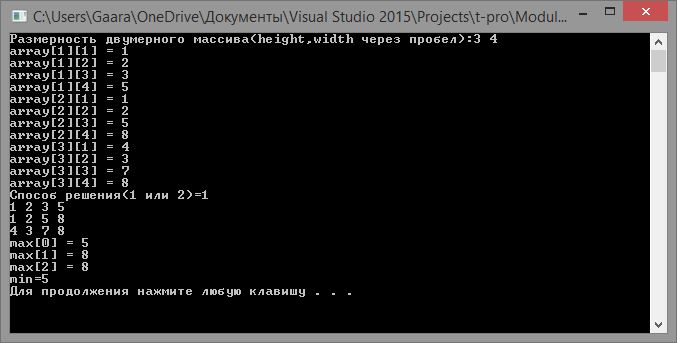 C:\Users\Gaara\OneDrive\Документы\Visual Studio 2015\Projects\t-pro\Modul...
Размерность двумерного массива(height,width через пробел):3 4
array[1][1] = 1
array[1][2] = 2
array[1][3] = 3
array[1][4] = 5
array[2][1] = 1
array[2][2] = 2
array[2][3] = 5
array[2][4] = 8
array[3][1] = 4
array[3][2] = 3
array[3][3] = 7
array[3][4] = 8
Способ решения(1 или 2)=1
1 2 3 5
1 2 5 8
4 3 7 8
max[0] = 5
max[1] = 8
max[2] = 8
min=5
Для продолжения нажмите любую клавишу . . .